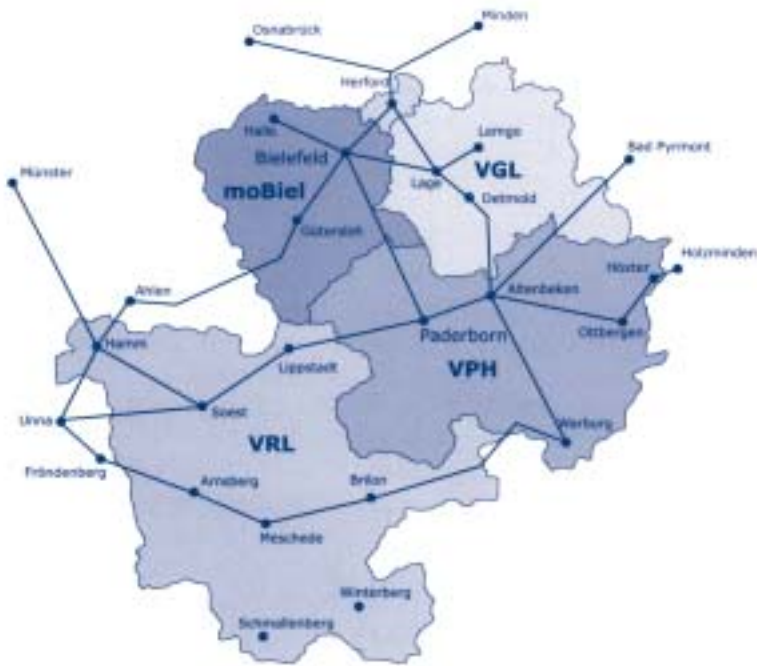 Minden
Osnabrück
Herford
Halle
Lemgo
Bielefeld
Bad Pyrmont
VGL
Münster
moBiel
Lage
Detmold
Gütersloh
Holzminden
Höxter
Ahlen
Altenbeken
Paderborn
Ottbergen
Hamm
Lippstadt
VPH
Soest
Unna
Warburg
VRL
Fröndenberg
Arnsberg
Brilon
Meschede
Winterberg
Schmallenberg